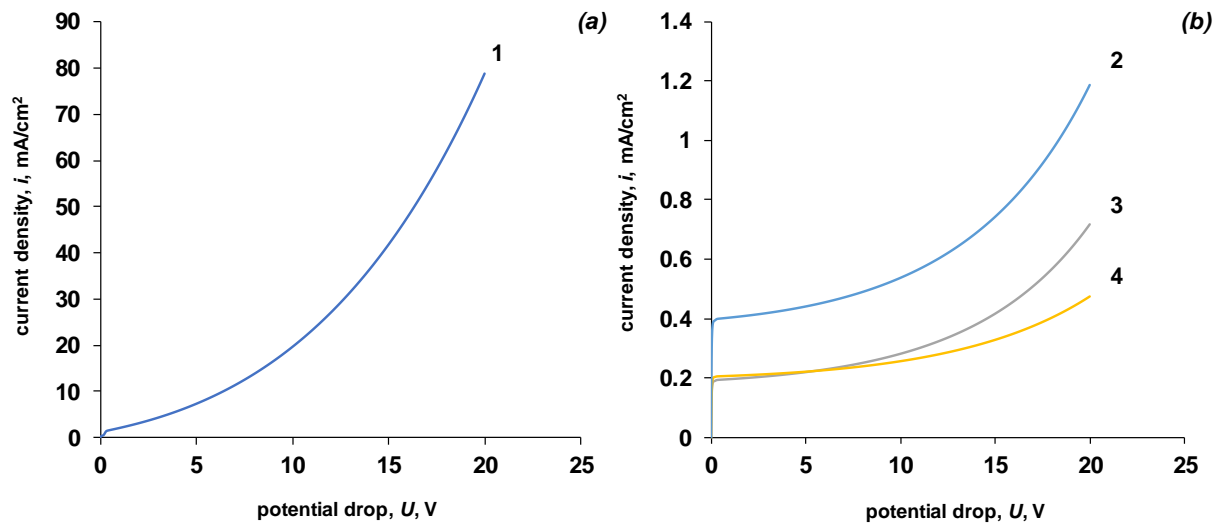 (a)
90
80
70
60
50
40
30
20
10
0
current density, i, mA/cm²
1
0 5 10 15 20 25
potential drop, U, V
(b)
1.4
1.2
1
0.8
0.6
0.4
0.2
0
current density, i, mA/cm²
2
3
4
0 5 10 15 20 25
potential drop, U, V